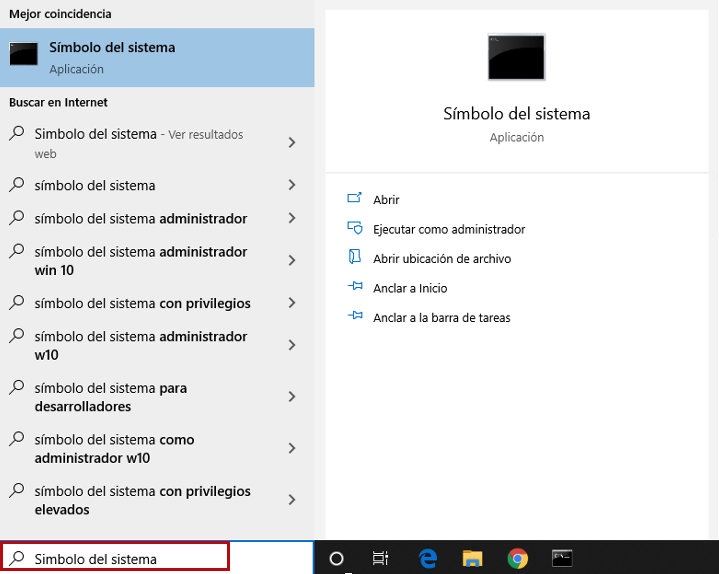 Mejor coincidencia
Símbolo del sistema
Aplicación
Buscar en Internet
Simbolo del sistema - Ver resultados
web
símbolo del sistema
símbolo del sistema administrador
símbolo del sistema administrador
win 10
símbolo del sistema con privilegios
símbolo del sistema administrador
w10
símbolo del sistema para
desarrolladores
símbolo del sistema como
administrador w10
símbolo del sistema con privilegios
elevados
Simbolo del sistema
Símbolo del sistema
Aplicación
Abrir
Ejecutar como administrador
Abrir ubicación de archivo
Anclar a Inicio
Anclar a la barra de tareas